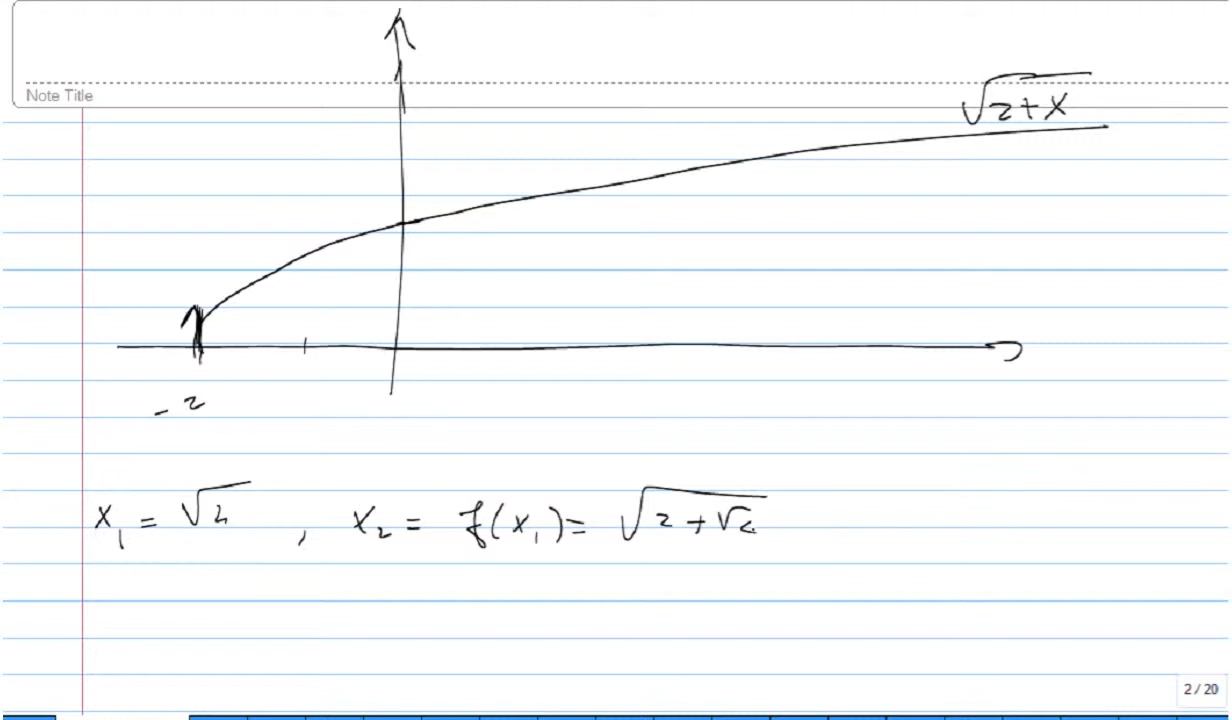 Note Title
√2+x
-2
x₁ = √2 , x₂ = f(x₁) = √2+√2
2 / 20